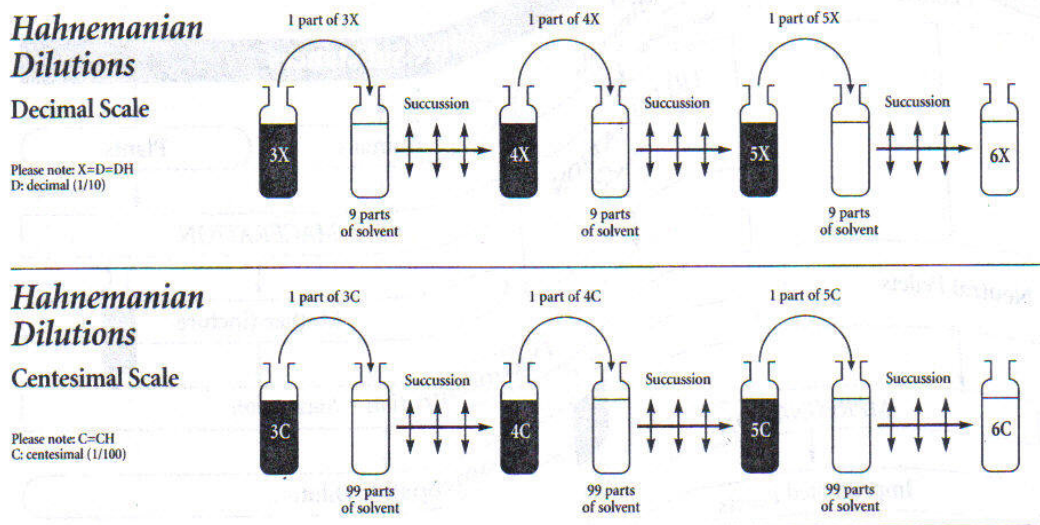 Hahnemanian
Dilutions
Decimal Scale
Please note: X=D=DH
D: decimal (1/10)
1 part of 3X
1 part of 4X
1 part of 5X
Succussion
Succussion
Succussion
3X
4X
5X
6X
9 parts
of solvent
9 parts
of solvent
9 parts
of solvent
Hahnemanian
Dilutions
Centesimal Scale
Please note: C=CH
C: centesimal (1/100)
1 part of 3C
1 part of 4C
1 part of 5C
Succussion
Succussion
Succussion
3C
4C
5C
6C
99 parts
of solvent
99 parts
of solvent
99 parts
of solvent